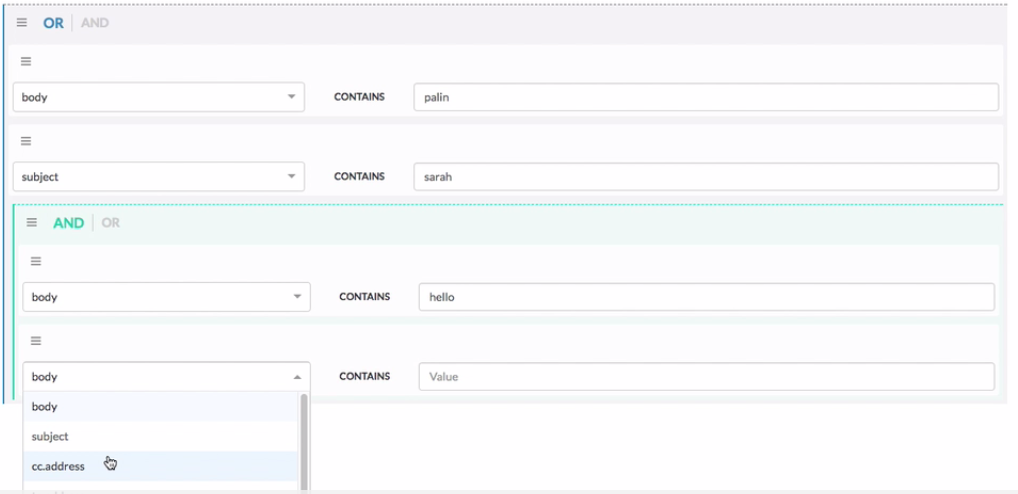 OR AND
body CONTAINS palin
subject CONTAINS sarah
AND OR
body CONTAINS hello
body CONTAINS Value
body
subject
cc.address